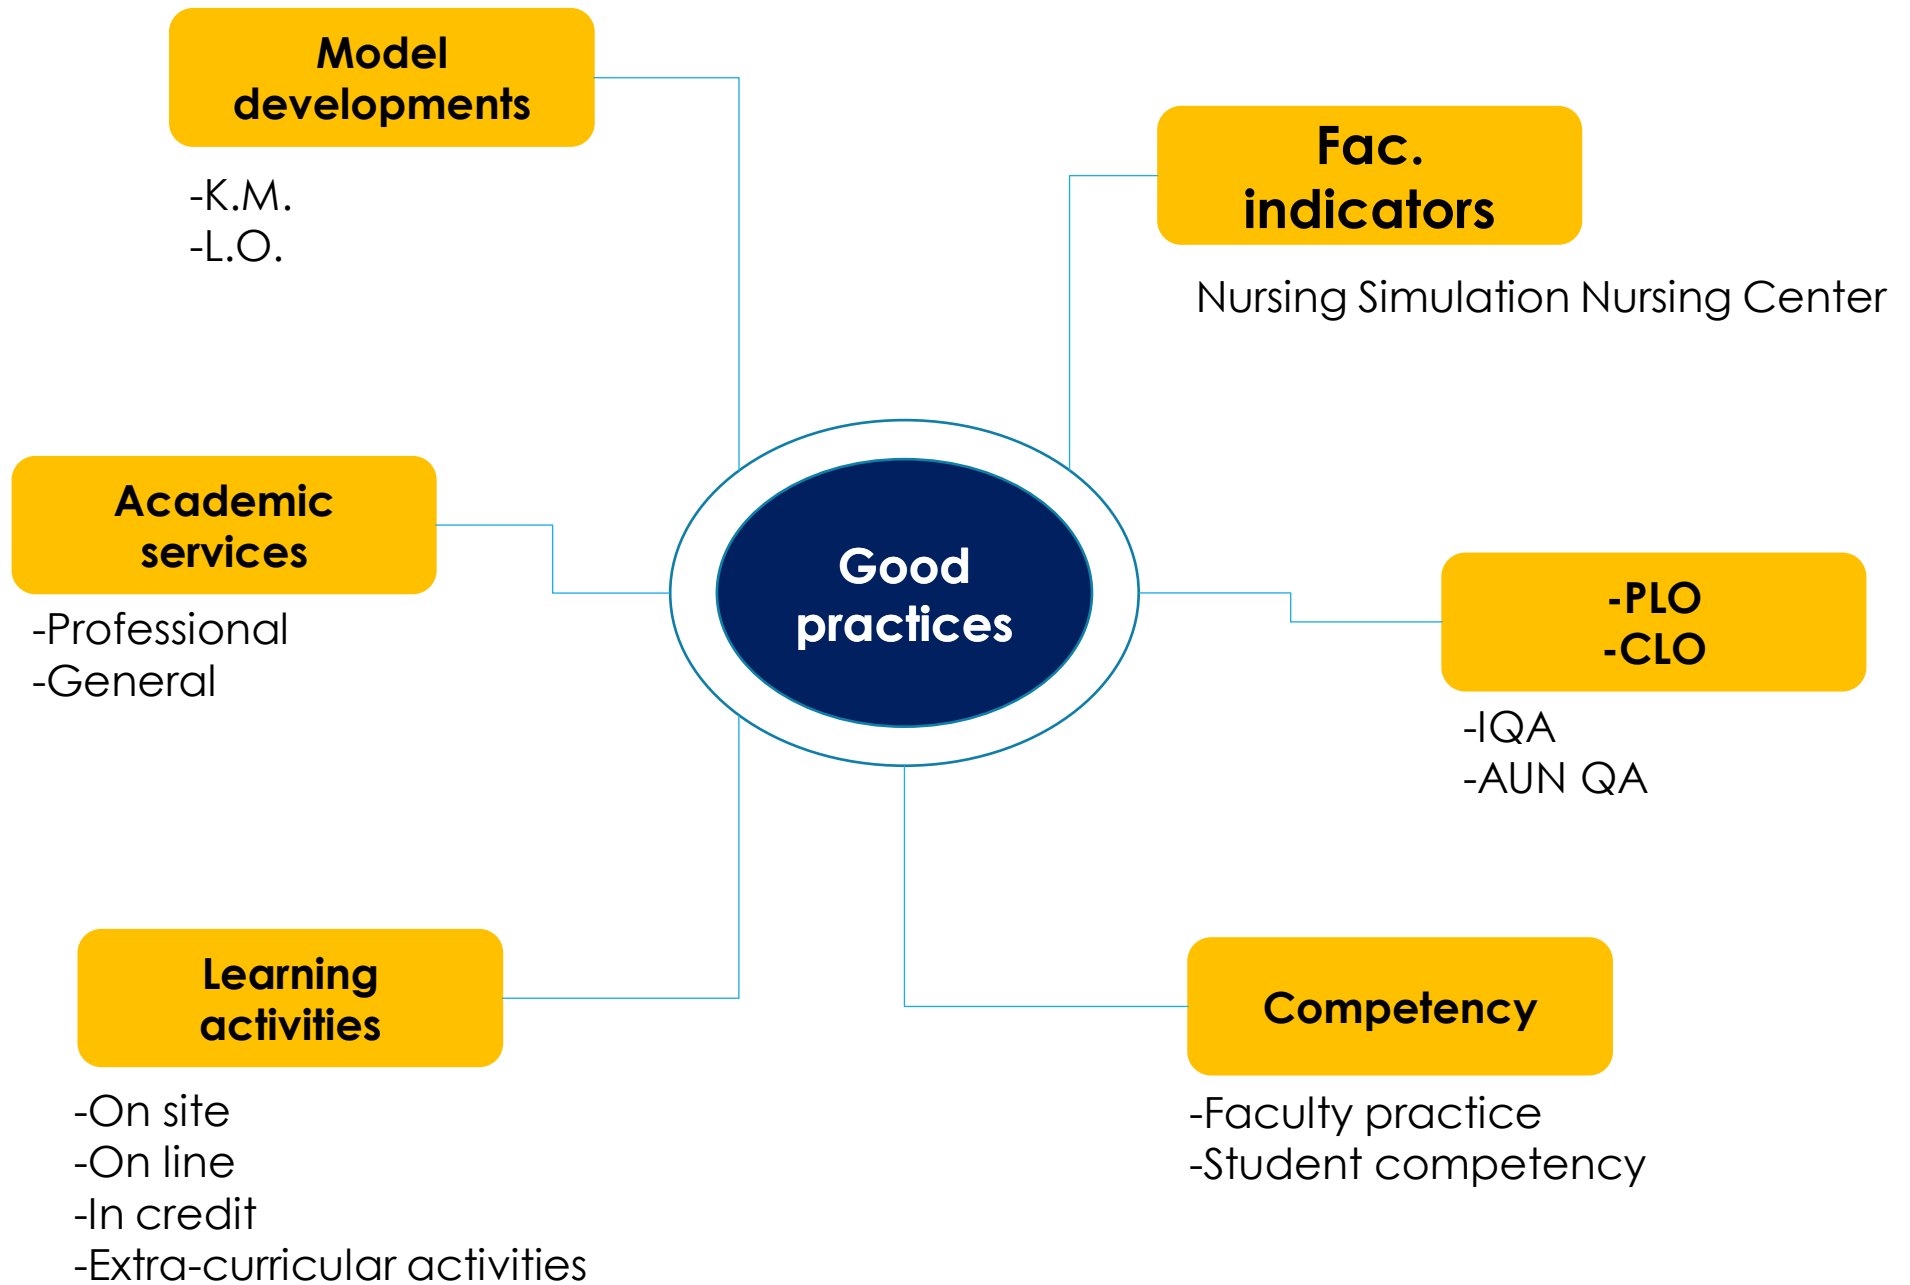 Model
developments
-K.M.
-L.O.
Fac.
indicators
Nursing Simulation Nursing Center
Academic
services
-Professional
-General
Good
practices
-PLO
-CLO
-IQA
-AUN QA
Learning
activities
-On site
-On line
-In credit
-Extra-curricular activities
Competency
-Faculty practice
-Student competency